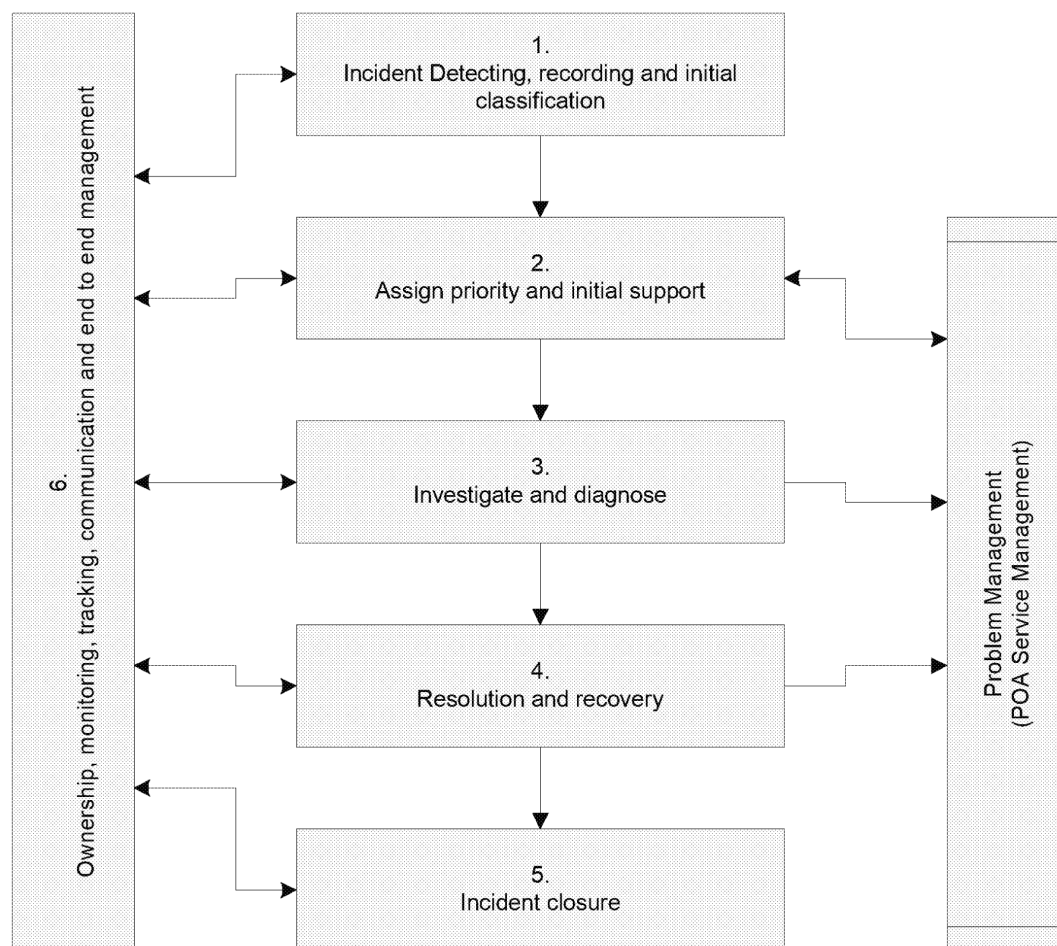 1.
Incident Detecting, recording and initial
classification
2.
Assign priority and initial support
3.
Investigate and diagnose
4.
Resolution and recovery
5.
Incident closure
6.
Ownership, monitoring, tracking, communication and end to end management
Problem Management
(POA Service Management)